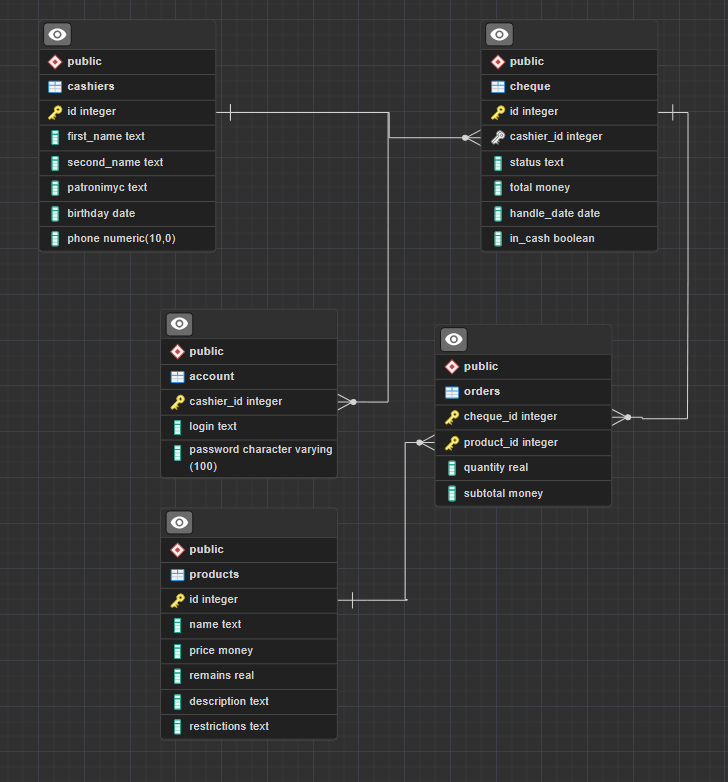 public
cashiers
id integer
first_name text
second_name text
patronimyc text
birthday date
phone numeric(10,0)
public
cheque
id integer
cashier_id integer
status text
total money
handle_date date
in_cash boolean
public
account
cashier_id integer
login text
password character varying
(100)
public
orders
cheque_id integer
product_id integer
quantity real
subtotal money
public
products
id integer
name text
price money
remains real
description text
restrictions text